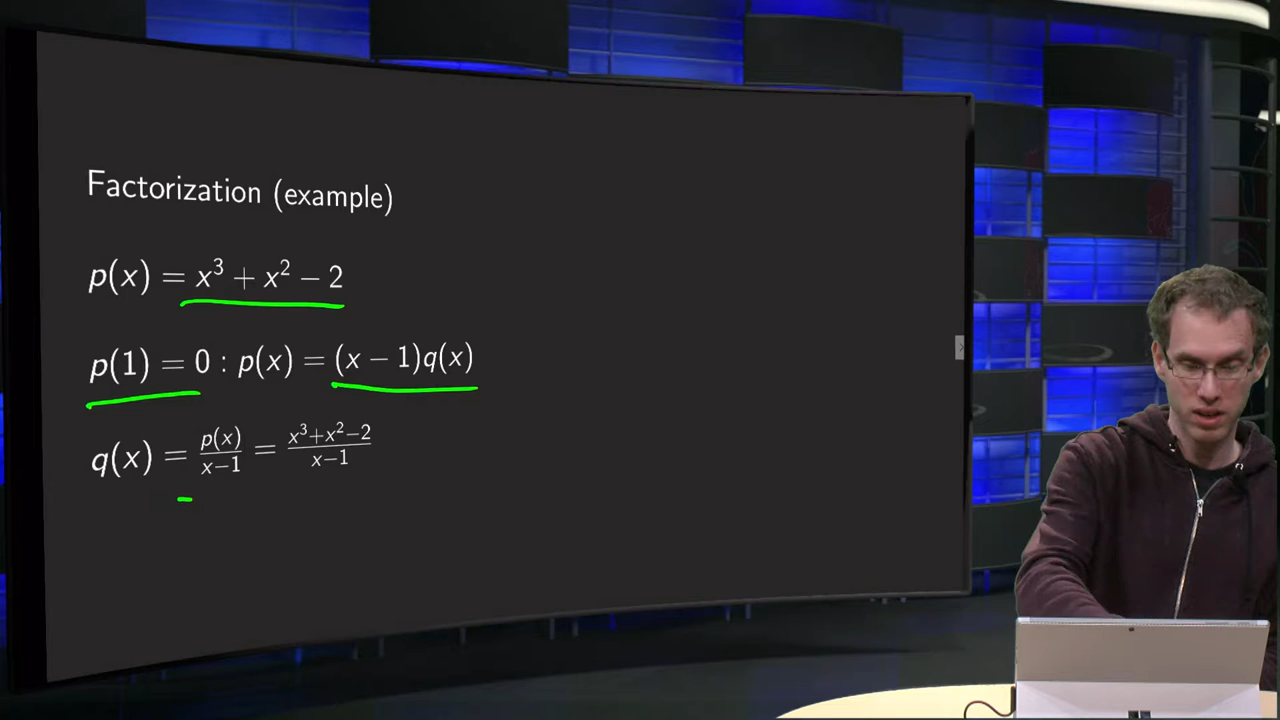 Factorization (example)
p(x) = x³ + x² − 2
p(1) = 0 : p(x) = (x − 1)q(x)
q(x) = p(x)/(x−1) = (x³+x²−2)/(x−1)